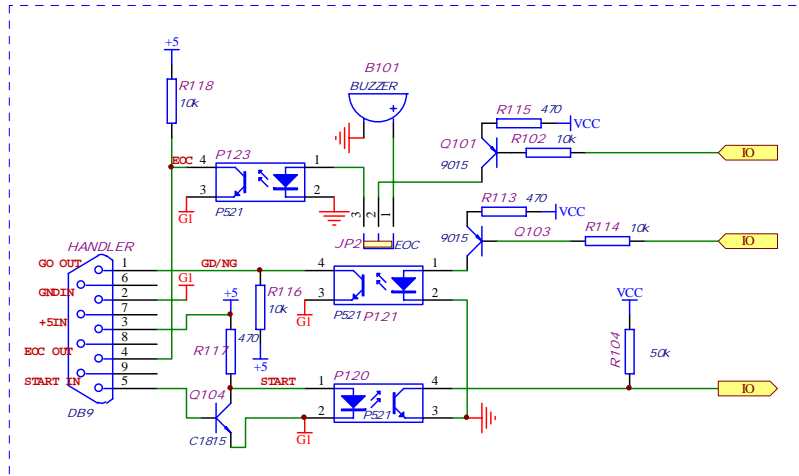 +5
B101
R118
BUZZER
10k
R115 470
Q101 R102 10k VCC
9015
IO
EOC 4 P123 1
3 2
R113 470
G1 P521
VCC R114 10k
3 2 1
9015 Q103
IO
JP2 EOC
HANDLER
GO OUT 1 GD/NG 4 1
6 G1
GNDIN 2 R116 3 2
7 +5 10k G1 P521 P121 VCC
+5IN 3
8 470 R104
EOC OUT 4 R117 +5 50k
9 P120
START IN 5 Q104 START 1 4
IO
2 P521 3
DB9 C1815 G1